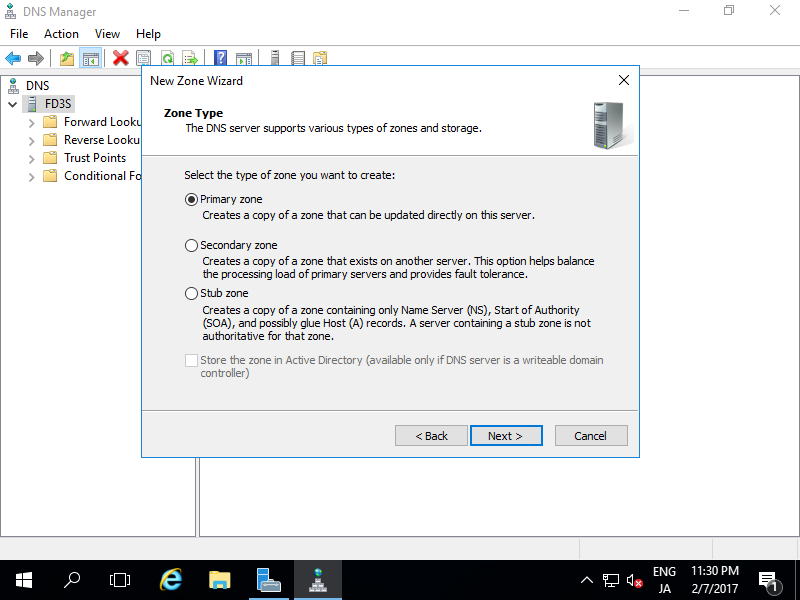 DNS Manager
File Action View Help
DNS
FD3S
Forward Looku
Reverse Looku
Trust Points
Conditional Fo
New Zone Wizard
Zone Type
The DNS server supports various types of zones and storage.
Select the type of zone you want to create:
Primary zone
Creates a copy of a zone that can be updated directly on this server.
Secondary zone
Creates a copy of a zone that exists on another server. This option helps balance
the processing load of primary servers and provides fault tolerance.
Stub zone
Creates a copy of a zone containing only Name Server (NS), Start of Authority
(SOA), and possibly glue Host (A) records. A server containing a stub zone is not
authoritative for that zone.
Store the zone in Active Directory (available only if DNS server is a writeable domain
controller)
< Back Next > Cancel
ENG
JA
11:30 PM
2/7/2017
1